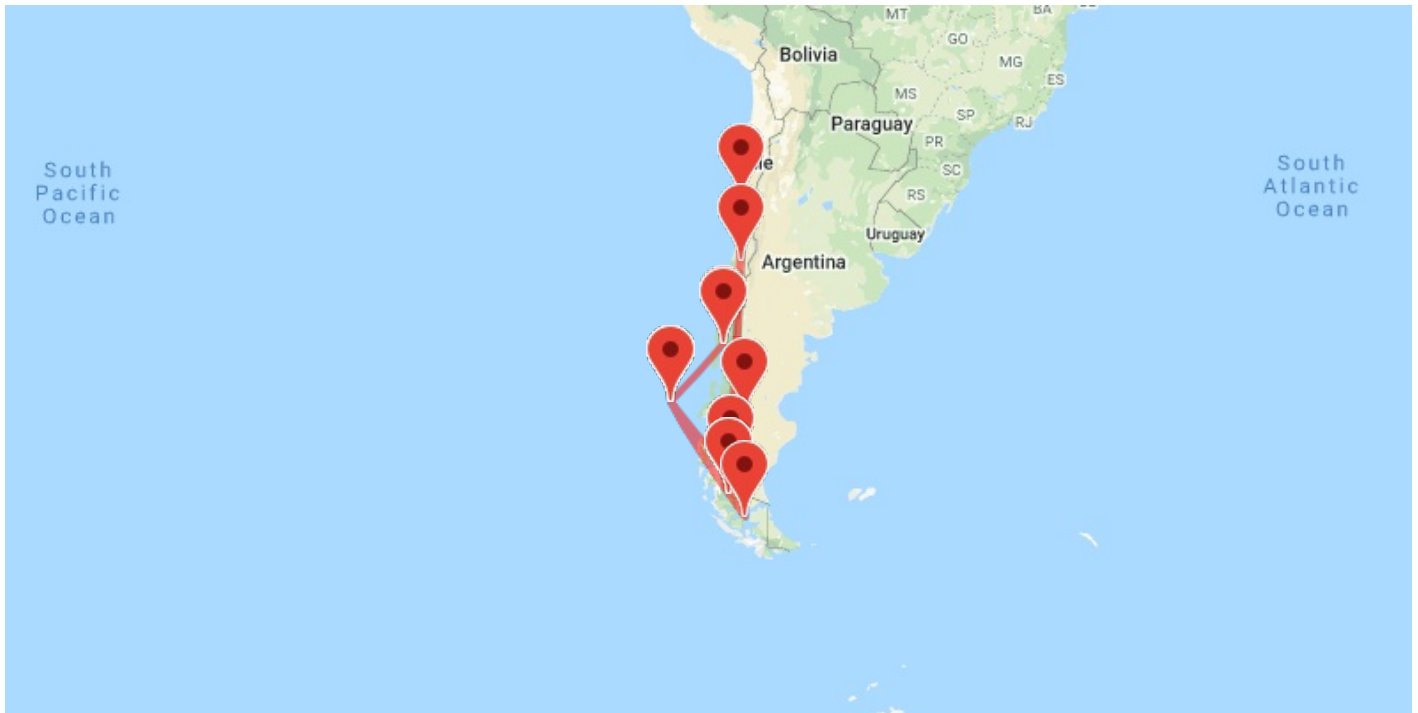 MT
BA
Bolivia
GO
MG
ES
MS
SP
Paraguay
RJ
PR
South
Pacific
Ocean
South
Atlantic
Ocean
SC
RS
Uruguay
Argentina